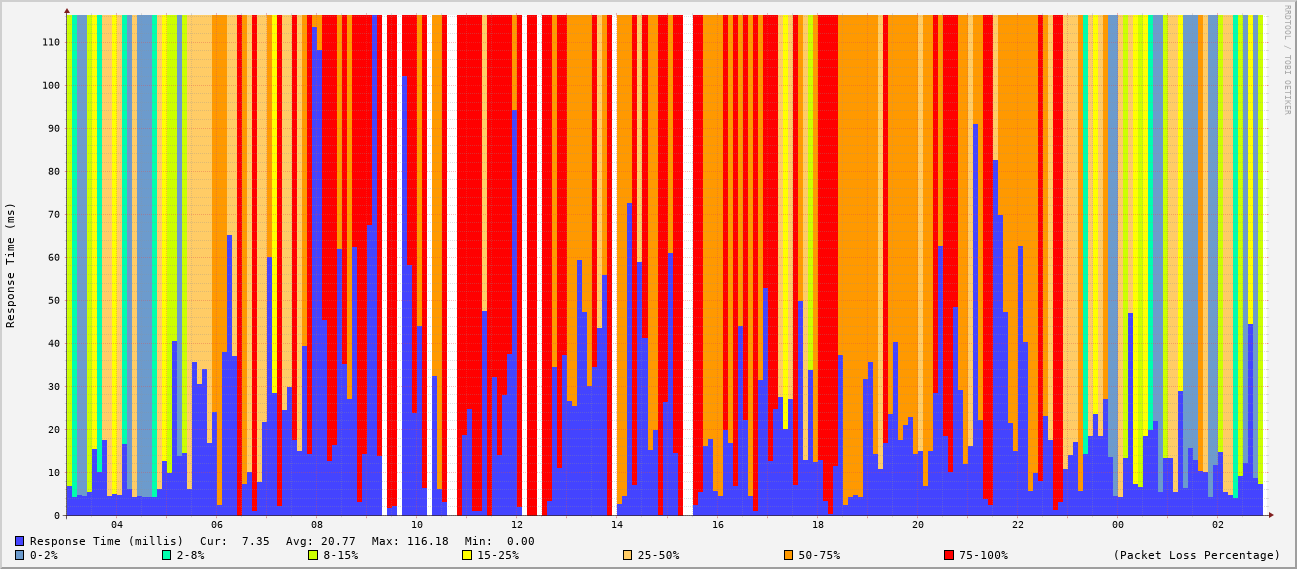 RRDTOOL / TOBI OETIKER
Response Time (ms)
110
100
90
80
70
60
50
40
30
20
10
0
04 06 08 10 12 14 16 18 20 22 00 02
Response Time (millis) Cur: 7.35 Avg: 20.77 Max: 116.18 Min: 0.00
0-2% 2-8% 8-15% 15-25% 25-50% 50-75% 75-100% (Packet Loss Percentage)